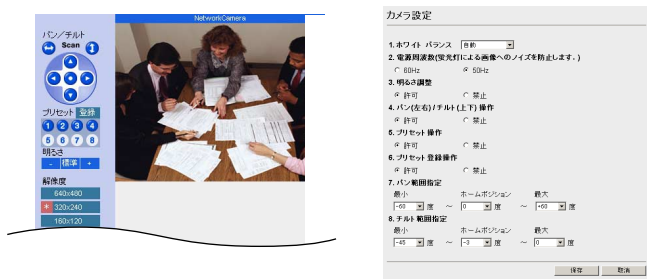 NetworkCamera
パン／チルト
Scan
プリセット 登録
1 2 3 4
5 6 7 8
明るさ
- 標準 +
解像度
640×480
* 320×240
160×120
カメラ設定
1. ホワイト バランス 自動
2. 電源周波数(蛍光灯による画像へのノイズを防止します。)
60Hz 50Hz
3. 明るさ調整
許可 禁止
4. パン(左右)/チルト(上下) 操作
許可 禁止
5. プリセット 操作
許可 禁止
6. プリセット 登録操作
許可 禁止
7. パン 範囲指定
最小 ホームポジション 最大
-60 度 ～ 0 度 ～ +60 度
8. チルト 範囲指定
最小 ホームポジション 最大
-45 度 ～ -3 度 ～ 0 度
保存 取消